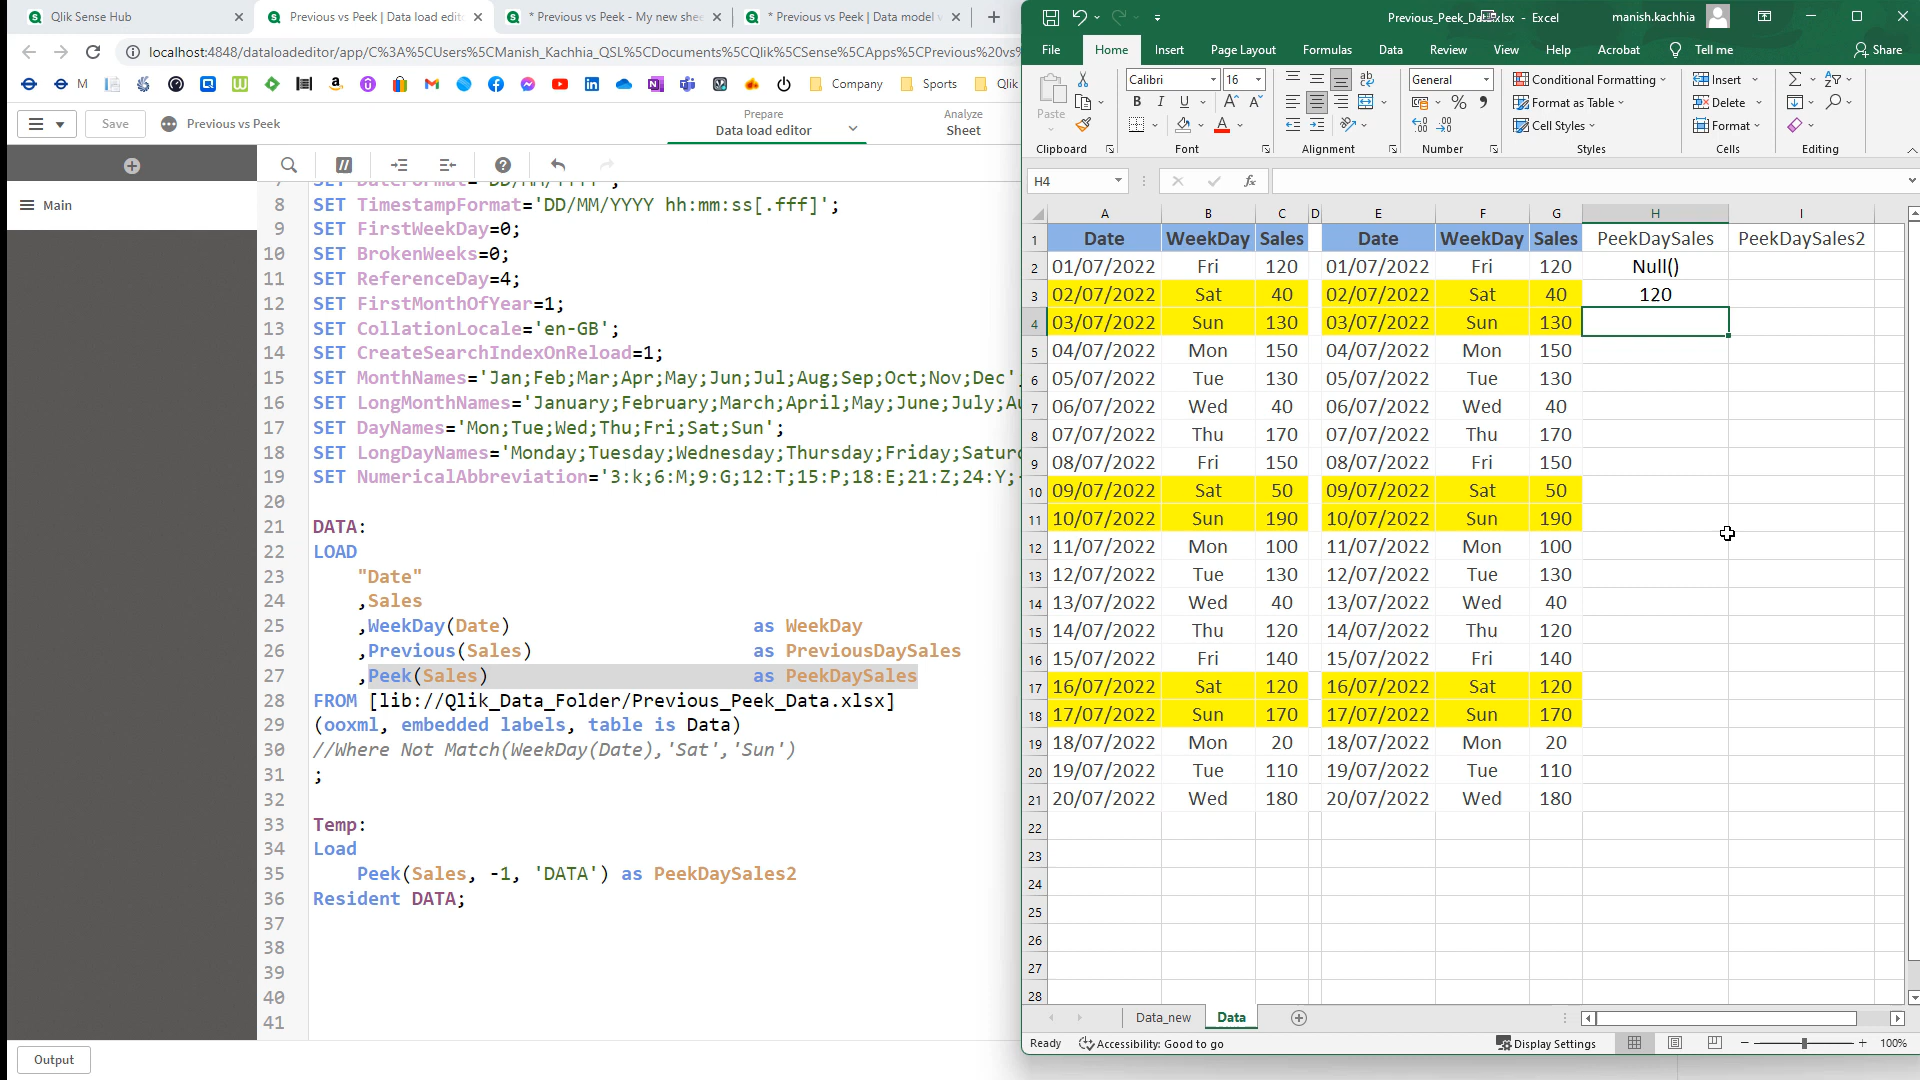 Qlik Sense Hub
Previous vs Peek | Data load edit
* Previous vs Peek - My new shee
* Previous vs Peek | Data model v
localhost:4848/dataloadeditor/app/C%3A%5CUsers%5CManish_Kachhia_QSL%5CDocuments%5CQlik%5CSense%5CApps%5CPrevious%20vs%
M
Company
Sports
Qlik
Save
Previous vs Peek
Prepare
Data load editor
Analyze
Sheet
Main
8 SET TimestampFormat='DD/MM/YYYY hh:mm:ss[.fff]';
9 SET FirstWeekDay=0;
10 SET BrokenWeeks=0;
11 SET ReferenceDay=4;
12 SET FirstMonthOfYear=1;
13 SET CollationLocale='en-GB';
14 SET CreateSearchIndexOnReload=1;
15 SET MonthNames='Jan;Feb;Mar;Apr;May;Jun;Jul;Aug;Sep;Oct;Nov;Dec'
16 SET LongMonthNames='January;February;March;April;May;June;July;Au
17 SET DayNames='Mon;Tue;Wed;Thu;Fri;Sat;Sun';
18 SET LongDayNames='Monday;Tuesday;Wednesday;Thursday;Friday;Saturd
19 SET NumericalAbbreviation='3:k;6:M;9:G;12:T;15:P;18:E;21:Z;24:Y;
20
21 DATA:
22 LOAD
23 "Date"
24 ,Sales
25 ,WeekDay(Date) as WeekDay
26 ,Previous(Sales) as PreviousDaySales
27 ,Peek(Sales) as PeekDaySales
28 FROM [lib://Qlik_Data_Folder/Previous_Peek_Data.xlsx]
29 (ooxml, embedded labels, table is Data)
30 //Where Not Match(WeekDay(Date),'Sat','Sun')
31 ;
32
33 Temp:
34 Load
35 Peek(Sales, -1, 'DATA') as PeekDaySales2
36 Resident DATA;
37
38
39
40
41
Output
Previous_Peek_Da .xlsx - Excel
manish.kachhia
File Home Insert Page Layout Formulas Data Review View Help Acrobat Tell me Share
Paste
Calibri 16
General
Conditional Formatting
Format as Table
Cell Styles
Insert
Delete
Format
Clipboard Font Alignment Number Styles Cells Editing
H4
fx
A B C D E F G H I
1 Date WeekDay Sales Date WeekDay Sales PeekDaySales PeekDaySales2
2 01/07/2022 Fri 120 01/07/2022 Fri 120 Null()
3 02/07/2022 Sat 40 02/07/2022 Sat 40 120
4 03/07/2022 Sun 130 03/07/2022 Sun 130
5 04/07/2022 Mon 150 04/07/2022 Mon 150
6 05/07/2022 Tue 130 05/07/2022 Tue 130
7 06/07/2022 Wed 40 06/07/2022 Wed 40
8 07/07/2022 Thu 170 07/07/2022 Thu 170
9 08/07/2022 Fri 150 08/07/2022 Fri 150
10 09/07/2022 Sat 50 09/07/2022 Sat 50
11 10/07/2022 Sun 190 10/07/2022 Sun 190
12 11/07/2022 Mon 100 11/07/2022 Mon 100
13 12/07/2022 Tue 130 12/07/2022 Tue 130
14 13/07/2022 Wed 40 13/07/2022 Wed 40
15 14/07/2022 Thu 120 14/07/2022 Thu 120
16 15/07/2022 Fri 140 15/07/2022 Fri 140
17 16/07/2022 Sat 120 16/07/2022 Sat 120
18 17/07/2022 Sun 170 17/07/2022 Sun 170
19 18/07/2022 Mon 20 18/07/2022 Mon 20
20 19/07/2022 Tue 110 19/07/2022 Tue 110
21 20/07/2022 Wed 180 20/07/2022 Wed 180
22
23
24
25
26
27
28
Data_new
Data
Ready
Accessibility: Good to go
Display Settings
100%